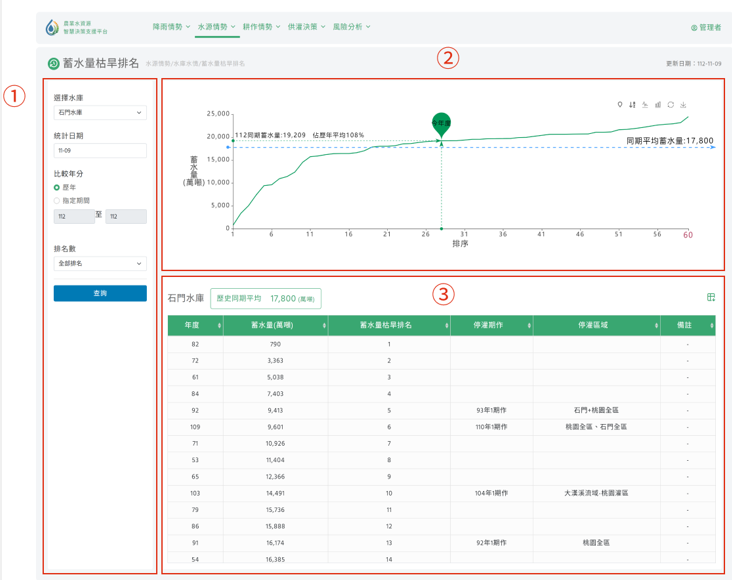 農業水資源
智慧決策支援平台
降雨情勢
水源情勢
耕作情勢
供灌決策
風險分析
管理者
蓄水量枯旱排名
水源情勢/水庫水情/蓄水量枯旱排名
更新日期：112-11-09
1
2
選擇水庫
石門水庫
統計日期
11-09
比較年分
歷年
指定期間
112 至 112
排名數
全部排名
查詢
25,000
20,000
15,000
10,000
5,000
0
蓄水量
(萬噸)
112同期蓄水量:19,209 佔歷年平均108%
今年度
同期平均蓄水量:17,800
1 6 11 16 21 26 31 36 41 46 51 56 60
排序
3
石門水庫 歷史同期平均 17,800 (萬噸)
年度 蓄水量(萬噸) 蓄水量枯旱排名 停灌期作 停灌區域 備註
82 790 1 -
72 3,363 2 -
61 5,038 3 -
84 7,403 4 -
92 9,413 5 93年1期作 石門+桃園全區 -
109 9,601 6 110年1期作 桃園全區、石門全區 -
71 10,926 7 -
53 11,404 8 -
65 12,366 9 -
103 14,491 10 104年1期作 大漢溪流域-桃園灌區 -
79 15,736 11 -
86 15,888 12 -
91 16,174 13 92年1期作 桃園全區 -
54 16,385 14 -